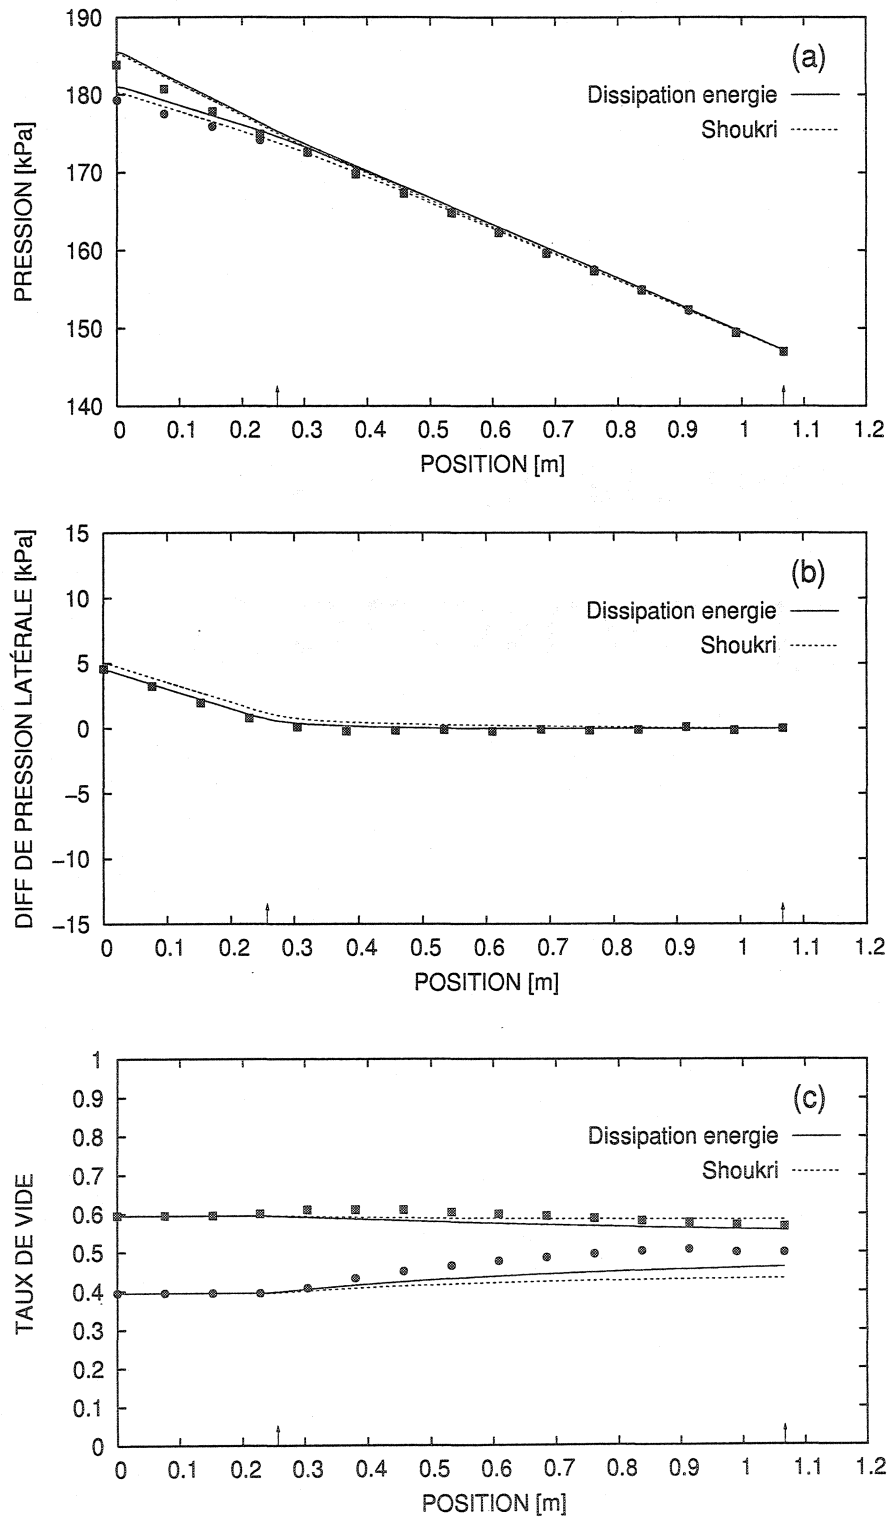 190
(a)
Dissipation energie
180
Shoukri
170
PRESSION [kPa]
160
150
140
0 0.1 0.2 0.3 0.4 0.5 0.6 0.7 0.8 0.9 1 1.1 1.2
POSITION [m]
15
(b)
10
Dissipation energie
Shoukri
5
DIFF DE PRESSION LATÉRALE [kPa]
0
−5
−10
−15
0 0.1 0.2 0.3 0.4 0.5 0.6 0.7 0.8 0.9 1 1.1 1.2
POSITION [m]
1
(c)
0.9
Dissipation energie
0.8
Shoukri
0.7
0.6
TAUX DE VIDE
0.5
0.4
0.3
0.2
0.1
0
0 0.1 0.2 0.3 0.4 0.5 0.6 0.7 0.8 0.9 1 1.1 1.2
POSITION [m]